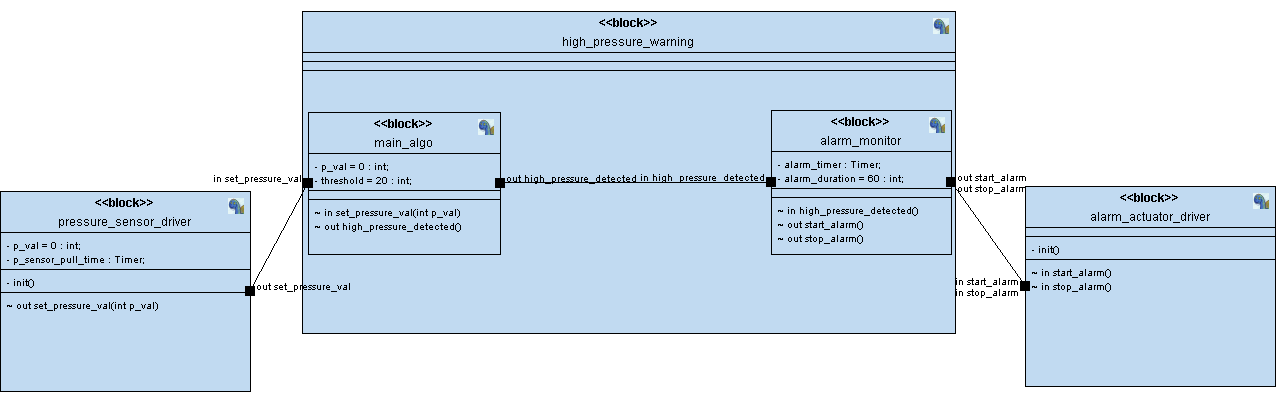 <<block>>
high_pressure_warning
<<block>>
main_algo
- p_val = 0 : int;
- threshold = 20 : int;
~ in set_pressure_val(int p_val)
~ out high_pressure_detected()
<<block>>
alarm_monitor
- alarm_timer : Timer;
- alarm_duration = 60 : int;
~ in high_pressure_detected()
~ out start_alarm()
~ out stop_alarm()
in set_pressure_val
out high_pressure_detected
in high_pressure_detected
out start_alarm
out stop_alarm
<<block>>
pressure_sensor_driver
- p_val = 0 : int;
- p_sensor_pull_time : Timer;
- init()
~ out set_pressure_val(int p_val)
out set_pressure_val
<<block>>
alarm_actuator_driver
- init()
~ in start_alarm()
~ in stop_alarm()
in start_alarm
in stop_alarm